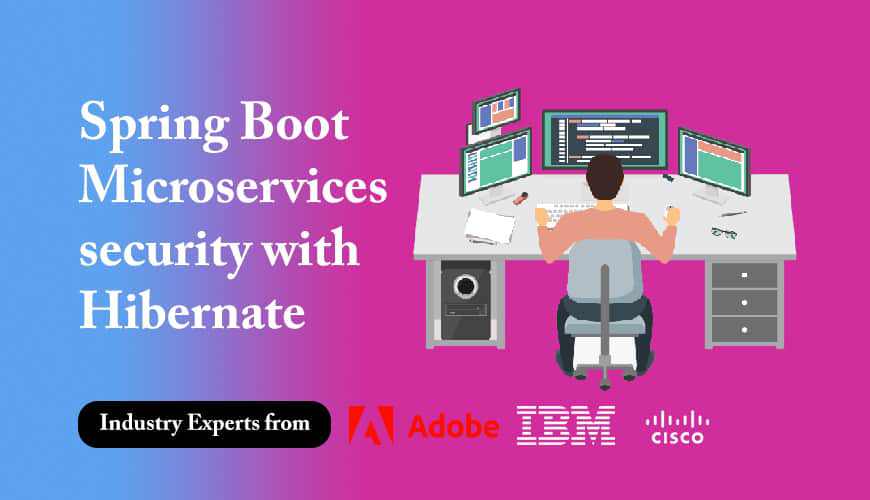 Spring Boot
Microservices
security with
Hibernate
Industry Experts from
Adobe
IBM
CISCO